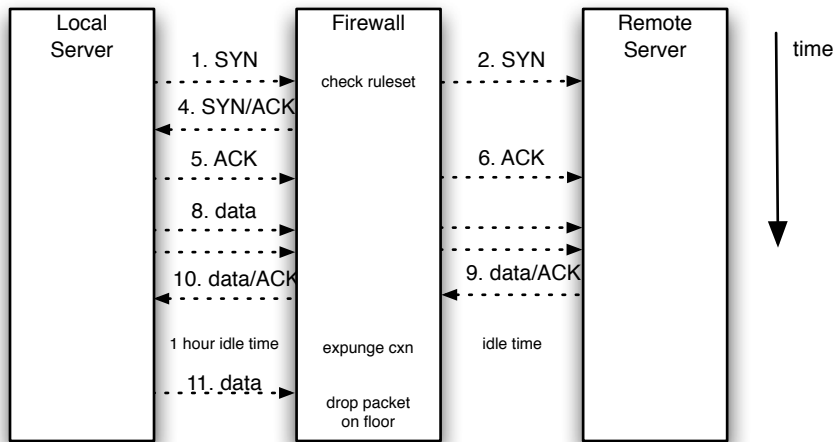 Local
Server
Firewall
Remote
Server
time
1. SYN
check ruleset
2. SYN
4. SYN/ACK
5. ACK
6. ACK
8. data
10. data/ACK
9. data/ACK
1 hour idle time
expunge cxn
idle time
11. data
drop packet
on floor